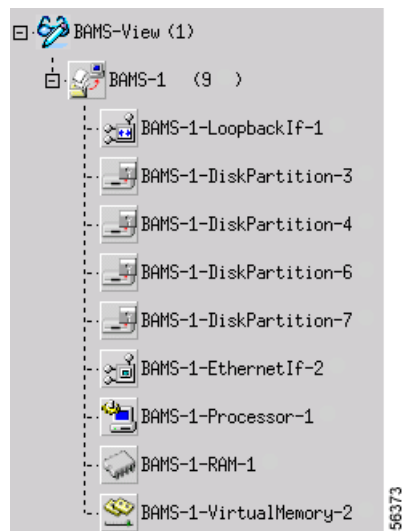 BAMS-View (1)
BAMS-1 (9 )
BAMS-1-LoopbackIf-1
BAMS-1-DiskPartition-3
BAMS-1-DiskPartition-4
BAMS-1-DiskPartition-6
BAMS-1-DiskPartition-7
BAMS-1-EthernetIf-2
BAMS-1-Processor-1
BAMS-1-RAM-1
BAMS-1-VirtualMemory-2
56373